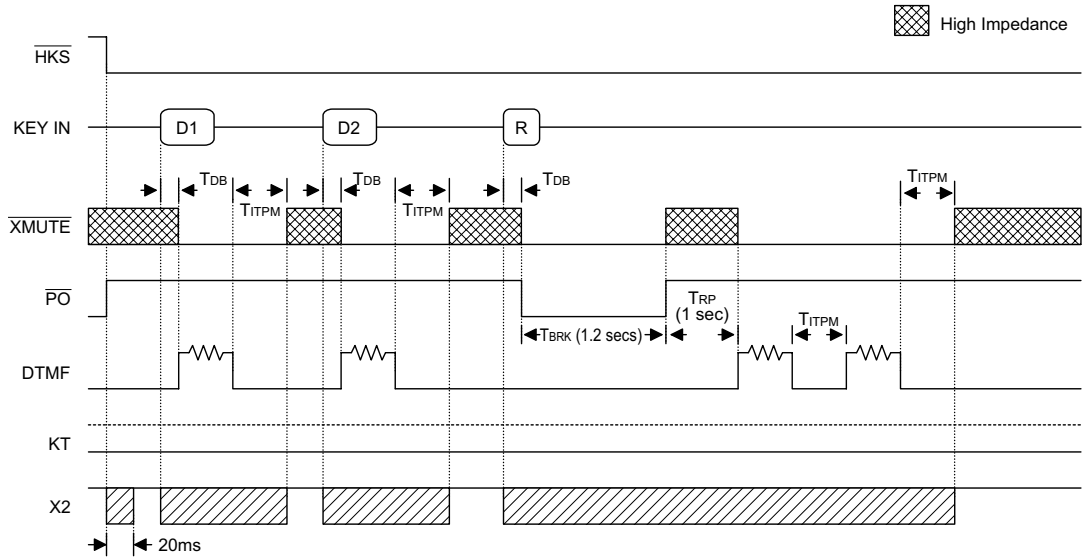 High Impedance
HKS
KEY IN
D1
D2
R
TDB
TITPM
TDB
TITPM
TDB
TITPM
XMUTE
PO
TBRK (1.2 secs)
TRP
(1 sec)
TITPM
DTMF
KT
X2
20ms